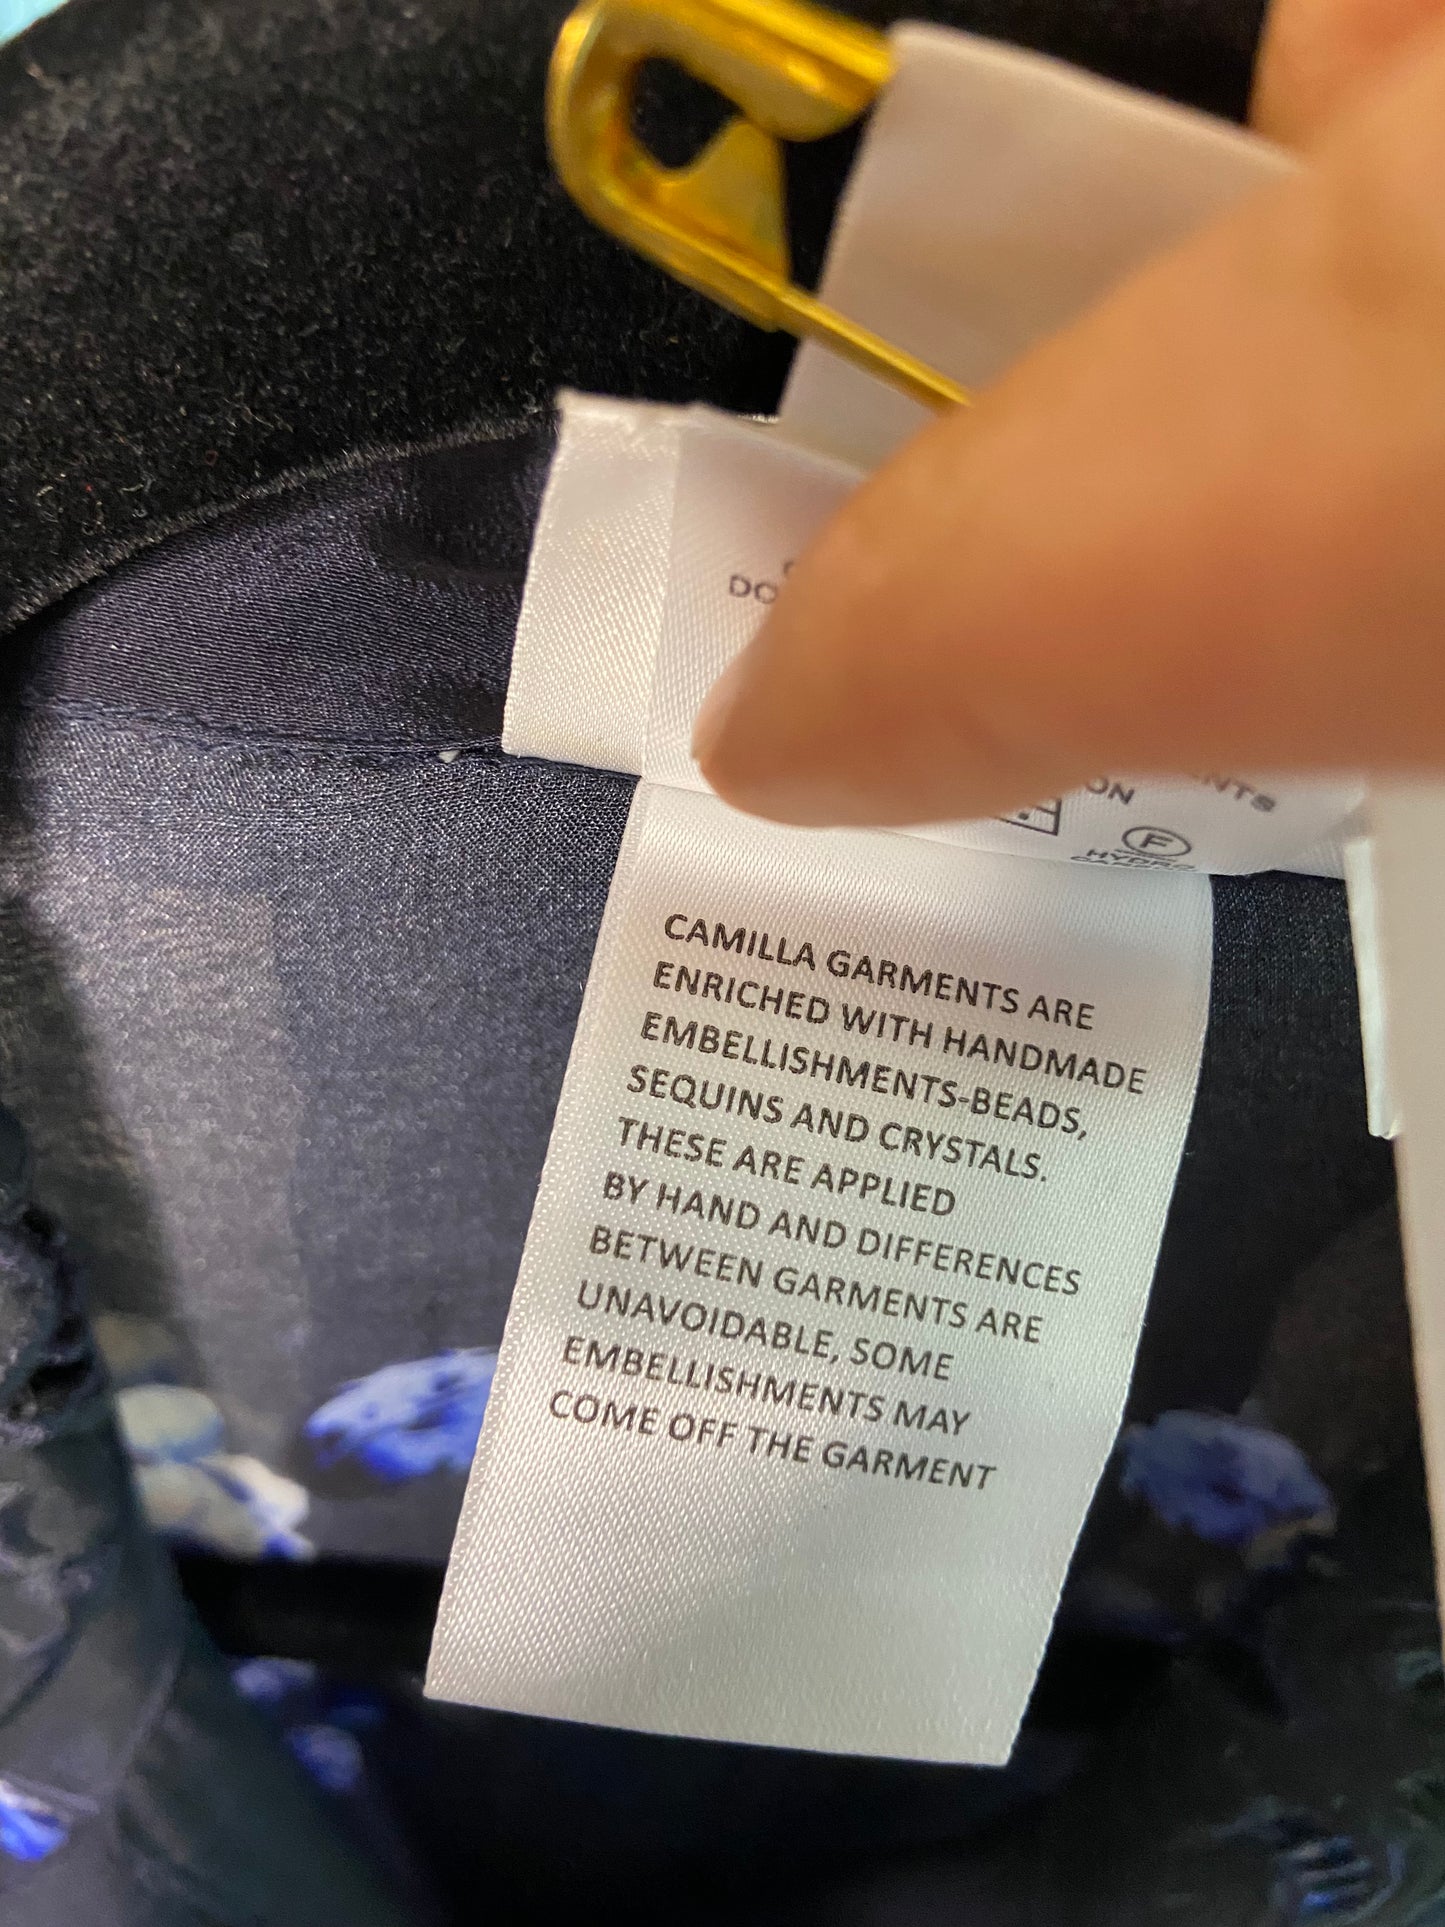 F
CAMILLA GARMENTS ARE
ENRICHED WITH HANDMADE
EMBELLISHMENTS-BEADS,
SEQUINS AND CRYSTALS.
THESE ARE APPLIED
BY HAND AND DIFFERENCES
BETWEEN GARMENTS ARE
UNAVOIDABLE, SOME
EMBELLISHMENTS MAY
COME OFF THE GARMENT